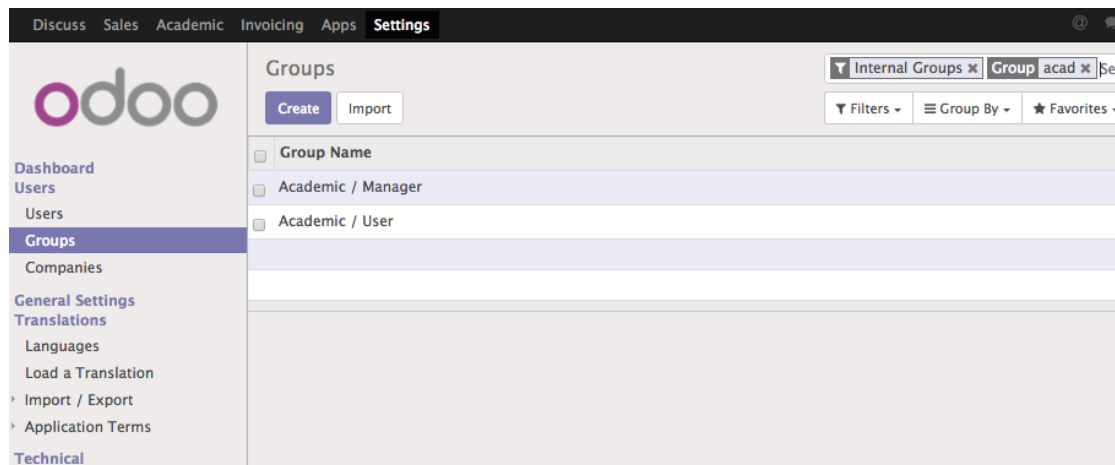 Discuss Sales Academic Invoicing Apps Settings @
odoo
Groups
Internal Groups × Group acad ×
Create Import
Filters Group By Favorites
Group Name
Academic / Manager
Academic / User
Dashboard
Users
Users
Groups
Companies
General Settings
Translations
Languages
Load a Translation
Import / Export
Application Terms
Technical